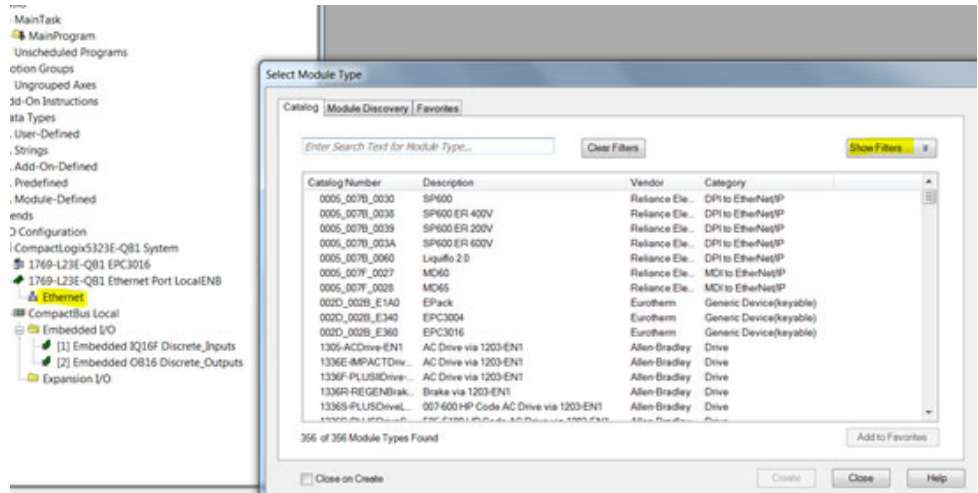 MainTask
MainProgram
Unscheduled Programs
otion Groups
Ungrouped Axes
dd-On Instructions
ata Types
User-Defined
Strings
Add-On-Defined
Predefined
Module-Defined
ends
O Configuration
CompactLogix5323E-QB1 System
1769-L23E-QB1 EPC3016
1769-L23E-QB1 Ethernet Port LocalENB
Ethernet
CompactBus Local
Embedded I/O
[1] Embedded IQ16F Discrete_Inputs
[2] Embedded OB16 Discrete_Outputs
Expansion I/O
Select Module Type
Catalog Module Discovery Favorites
Enter Search Text for Module Type... Clear Filters Show Filters
Catalog Number Description Vendor Category
0005_007B_0030 SP600 Reliance Ele... DPI to EtherNet/IP
0005_007B_0038 SP600 ER 400V Reliance Ele... DPI to EtherNet/IP
0005_007B_0039 SP600 ER 200V Reliance Ele... DPI to EtherNet/IP
0005_007B_003A SP600 ER 600V Reliance Ele... DPI to EtherNet/IP
0005_007B_0060 Liquiflo 2.0 Reliance Ele... DPI to EtherNet/IP
0005_007F_0027 MD60 Reliance Ele... MDI to EtherNet/IP
0005_007F_0028 MD65 Reliance Ele... MDI to EtherNet/IP
002D_002B_E1A0 EPack Eurotherm Generic Device(keyable)
002D_002B_E340 EPC3004 Eurotherm Generic Device(keyable)
002D_002B_E360 EPC3016 Eurotherm Generic Device(keyable)
1305-ACDrive-EN1 AC Drive via 1203-EN1 Allen-Bradley Drive
1336E-IMPACTDriv... AC Drive via 1203-EN1 Allen-Bradley Drive
1336F-PLUSIIDrive-... AC Drive via 1203-EN1 Allen-Bradley Drive
1336R-REGENBrak... Brake via 1203-EN1 Allen-Bradley Drive
1336S-PLUSDriveL... 007-600 HP Code AC Drive via 1203-EN1 Allen-Bradley Drive
356 of 356 Module Types Found Add to Favorites
Close on Create Create Close Help